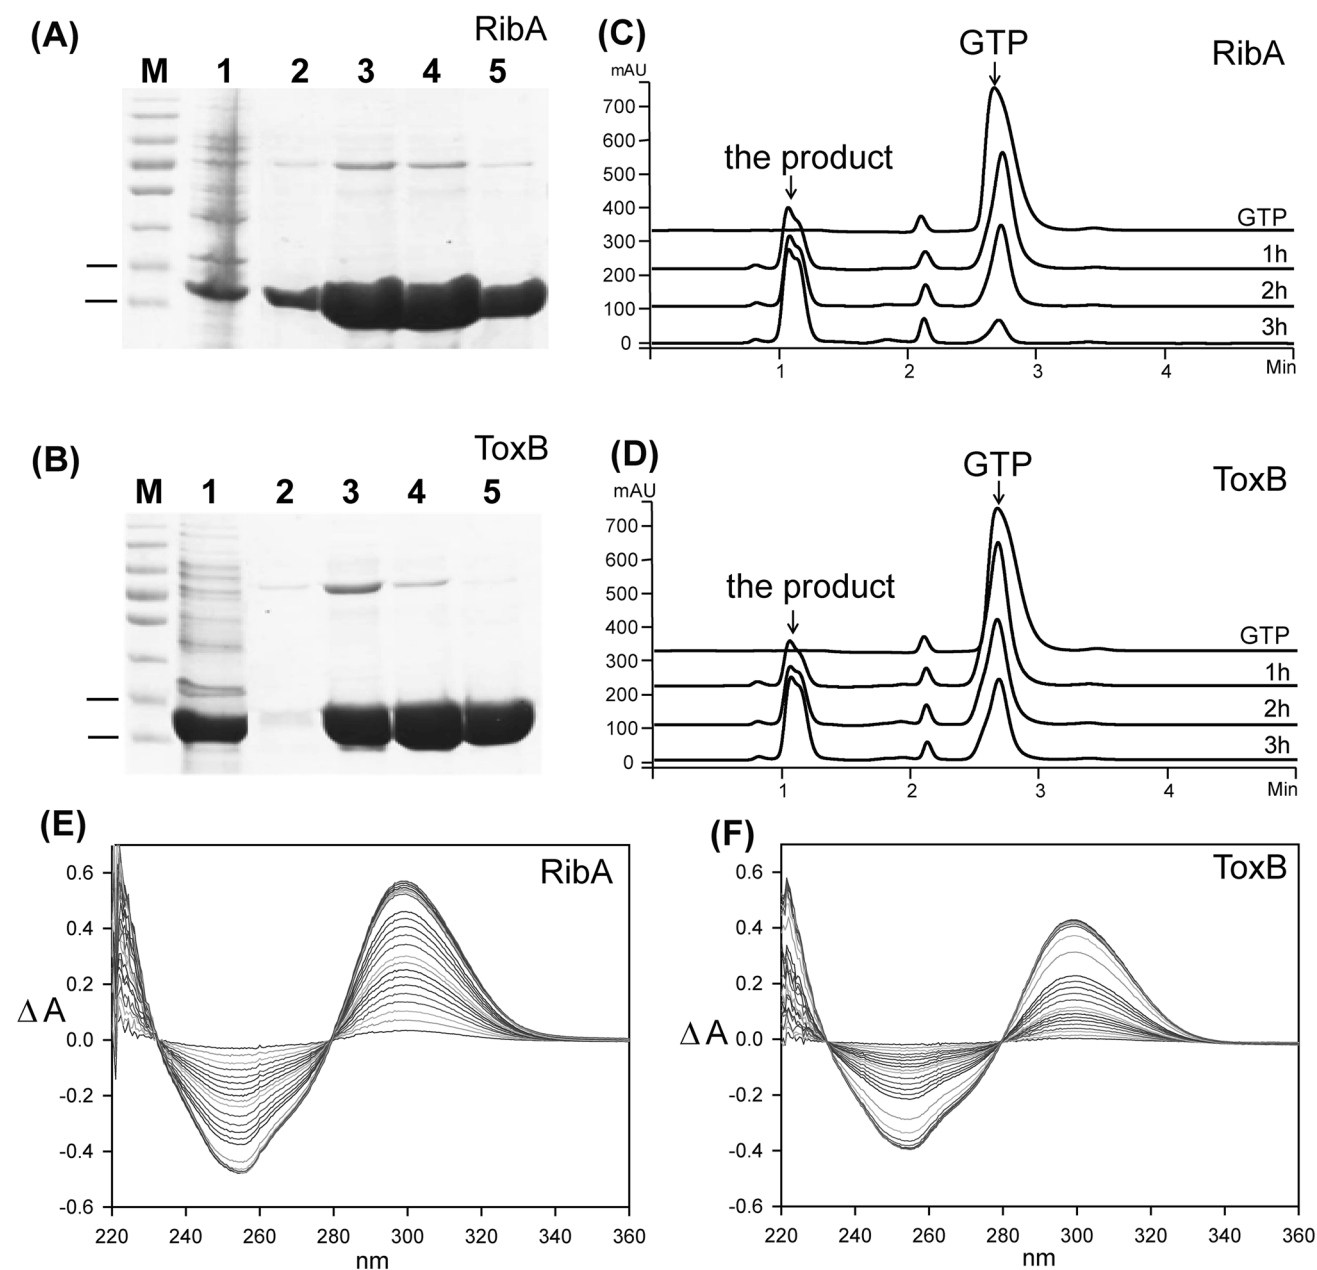 (A) RibA
M 1 2 3 4 5
(B) ToxB
M 1 2 3 4 5
(C) RibA
mAU
GTP
the product
700
600
500
400
300
200
100
0
GTP
1h
2h
3h
1 2 3 4 Min
(D) ToxB
mAU
GTP
the product
700
600
500
400
300
200
100
0
GTP
1h
2h
3h
1 2 3 4 Min
(E) RibA
0.6
0.4
0.2
0.0
-0.2
-0.4
-0.6
Δ A
220 240 260 280 300 320 340 360
nm
(F) ToxB
0.6
0.4
0.2
0.0
-0.2
-0.4
-0.6
Δ A
220 240 260 280 300 320 340 360
nm